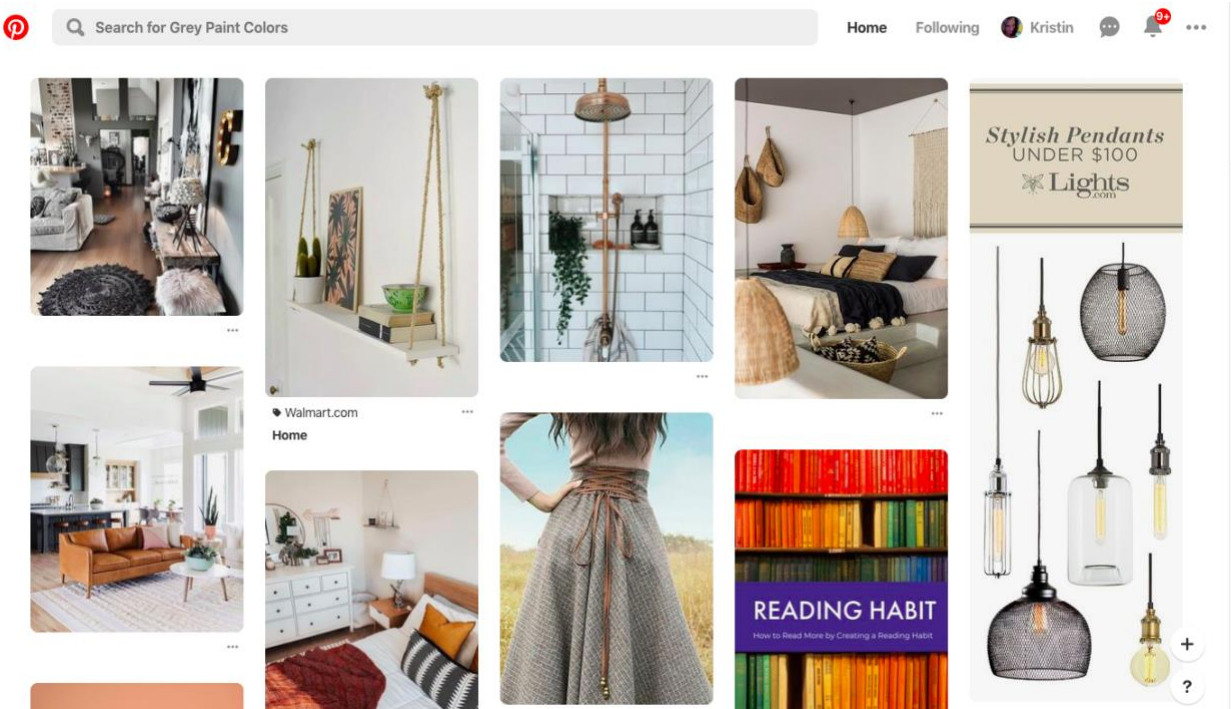 Search for Grey Paint Colors
Home
Following
Kristin
9+
Stylish Pendants
UNDER $100
Lights
.com
Walmart.com
Home
READING HABIT
How to Read More by Creating a Reading Habit
+
?